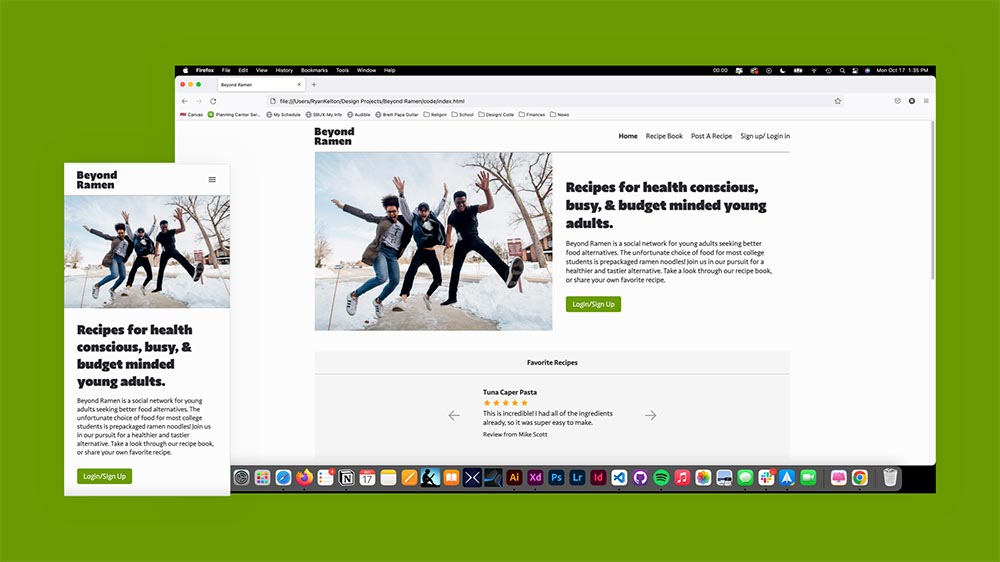 Firefox File Edit View History Bookmarks Tools Window Help
00:00
Mon Oct 17 1:35 PM
Beyond Ramen
file:///Users/RyanKelton/Design Projects/Beyond Ramen/code/index.html
Canvas Planning Center Ser... My Schedule SBUX-My Info Audible Brett Papa Guitar Religon School Design/ Code Finances News
Beyond
Ramen
Home Recipe Book Post A Recipe Sign up/ Login in
Recipes for health conscious,
busy, & budget minded young
adults.
Beyond Ramen is a social network for young adults seeking better
food alternatives. The unfortunate choice of food for most college
students is prepackaged ramen noodles! Join us in our pursuit for a
healthier and tastier alternative. Take a look through our recipe book,
or share your own favorite recipe.
Login/Sign Up
Favorite Recipes
Tuna Caper Pasta
This is incredible! I had all of the ingredients
already, so it was super easy to make.
Review from Mike Scott
OCT
17
Ai Xd Ps Lr Id
Beyond
Ramen
Recipes for health
conscious, busy, &
budget minded
young adults.
Beyond Ramen is a social network for young
adults seeking better food alternatives. The
unfortunate choice of food for most college
students is prepackaged ramen noodles! Join us
in our pursuit for a healthier and tastier
alternative. Take a look through our recipe book,
or share your own favorite recipe.
Login/Sign Up